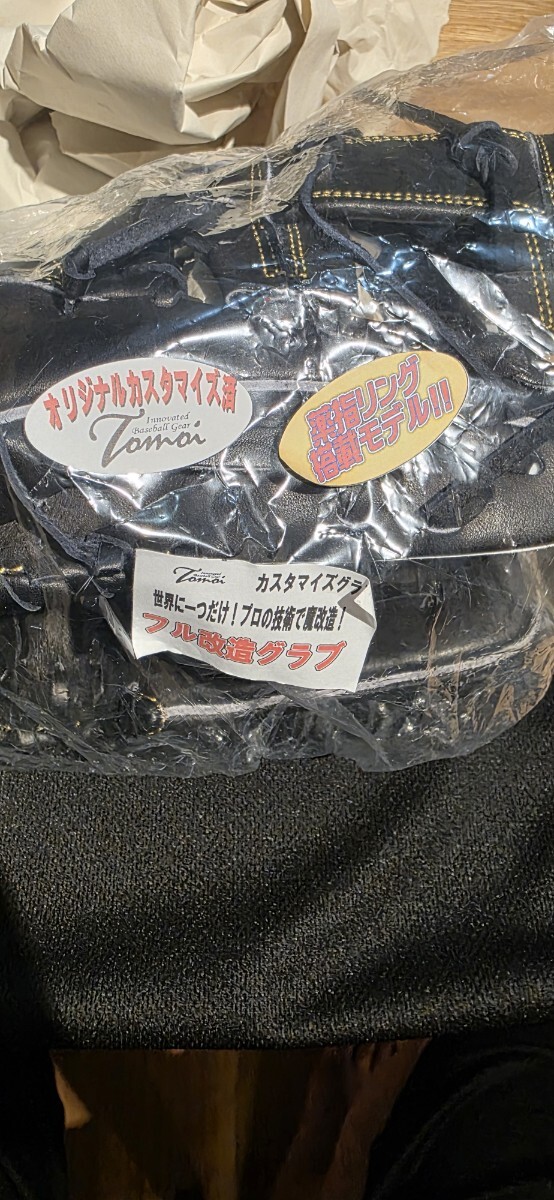 オリジナルカスタマイズ済
Innovated
Baseball Gear
Tomoi
薬指リング
搭載モデル!!
Tomoi
カスタマイズグラ
世界に一つだけ!プロの技術で魔改造!
フル改造グラブ